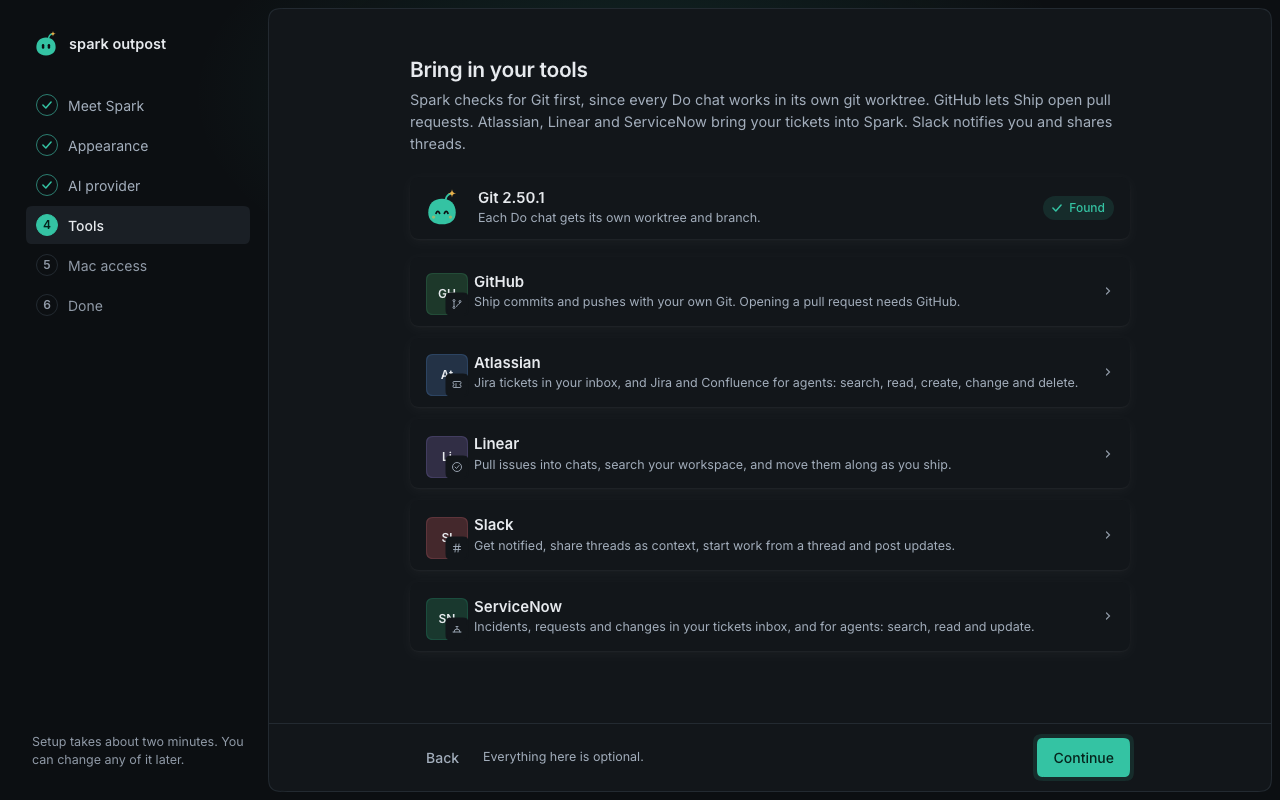 spark outpost
Meet Spark
Appearance
AI provider
4 Tools
5 Mac access
6 Done
Setup takes about two minutes. You
can change any of it later.
Bring in your tools
Spark checks for Git first, since every Do chat works in its own git worktree. GitHub lets Ship open pull
requests. Atlassian, Linear and ServiceNow bring your tickets into Spark. Slack notifies you and shares
threads.
Git 2.50.1
Each Do chat gets its own worktree and branch.
Found
GitHub
Ship commits and pushes with your own Git. Opening a pull request needs GitHub.
Atlassian
Jira tickets in your inbox, and Jira and Confluence for agents: search, read, create, change and delete.
Linear
Pull issues into chats, search your workspace, and move them along as you ship.
Slack
Get notified, share threads as context, start work from a thread and post updates.
ServiceNow
Incidents, requests and changes in your tickets inbox, and for agents: search, read and update.
Back
Everything here is optional.
Continue